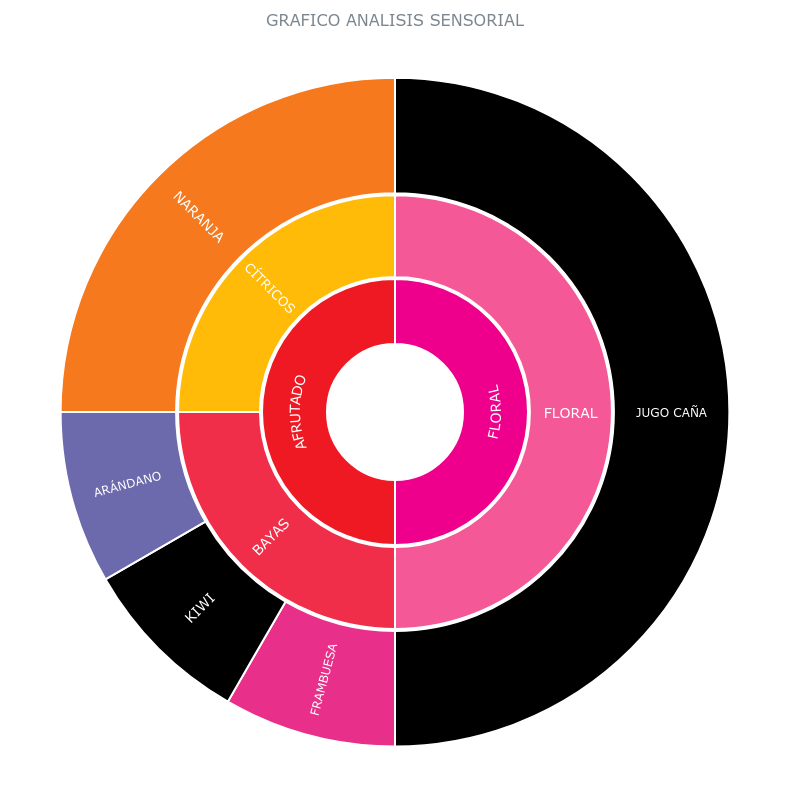 GRAFICO ANALISIS SENSORIAL
NARANJA
CÍTRICOS
AFRUTADO
FLORAL
FLORAL
JUGO CAÑA
ARÁNDANO
BAYAS
KIWI
FRAMBUESA